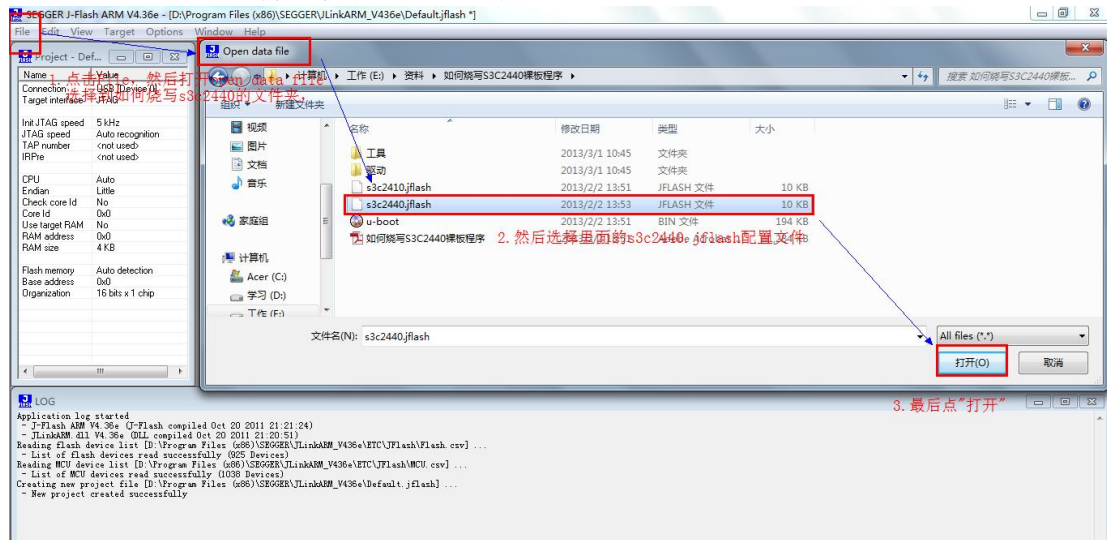 SEGGER J-Flash ARM V4.36e - [D:\Program Files (x86)\SEGGER\JLinkARM_V436e\Default.jflash *]
File Edit View Target Options Window Help
Project - Def...
Name Value
Connection USB [Device 0]
Target interface JTAG
Init JTAG speed 5 kHz
JTAG speed Auto recognition
TAP number <not used>
IRPre <not used>
CPU Auto
Endian Little
Check core Id No
Core Id 0x0
Use target RAM No
RAM address 0x0
RAM size 4 KB
Flash memory Auto detection
Base address 0x0
Organization 16 bits x 1 chip
Open data file
1.点击File，然后打开open data file
选择到如何烧写s3c2440的文件夹，
计算机 工作 (E:) 资料 如何烧写S3C2440裸板程序
搜索 如何烧写S3C2440裸板...
组织 新建文件夹
视频
图片
文档
音乐
家庭组
计算机
Acer (C:)
学习 (D:)
工作 (E:)
名称 修改日期 类型 大小
工具 2013/3/1 10:45 文件夹
驱动 2013/3/1 10:45 文件夹
s3c2410.jflash 2013/2/2 13:51 JFLASH 文件 10 KB
s3c2440.jflash 2013/2/2 13:53 JFLASH 文件 10 KB
u-boot 2013/2/2 13:51 BIN 文件 194 KB
如何烧写S3C2440裸板程序
2.然后选择里面的s3c2440.jflash配置文件
文件名(N): s3c2440.jflash
All files (*.*)
打开(O) 取消
3.最后点"打开"
LOG
Application log started
- J-Flash ARM V4.36e (J-Flash compiled Oct 20 2011 21:21:24)
- JLinkARM.dll V4.36e (DLL compiled Oct 20 2011 21:20:51)
Reading flash device list [D:\Program Files (x86)\SEGGER\JLinkARM_V436e\ETC\JFlash\Flash.csv] ...
- List of flash devices read successfully (925 Devices)
Reading MCU device list [D:\Program Files (x86)\SEGGER\JLinkARM_V436e\ETC\JFlash\MCU.csv] ...
- List of MCU devices read successfully (1038 Devices)
Creating new project file [D:\Program Files (x86)\SEGGER\JLinkARM_V436e\Default.jflash] ...
- New project created successfully